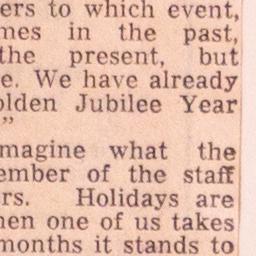 ers to which event,
mes in the past,
the present, but
e. We have already
olden Jubilee Year
”
magine what the
ember of the staff
rs. Holidays are
hen one of us takes
months it stands to